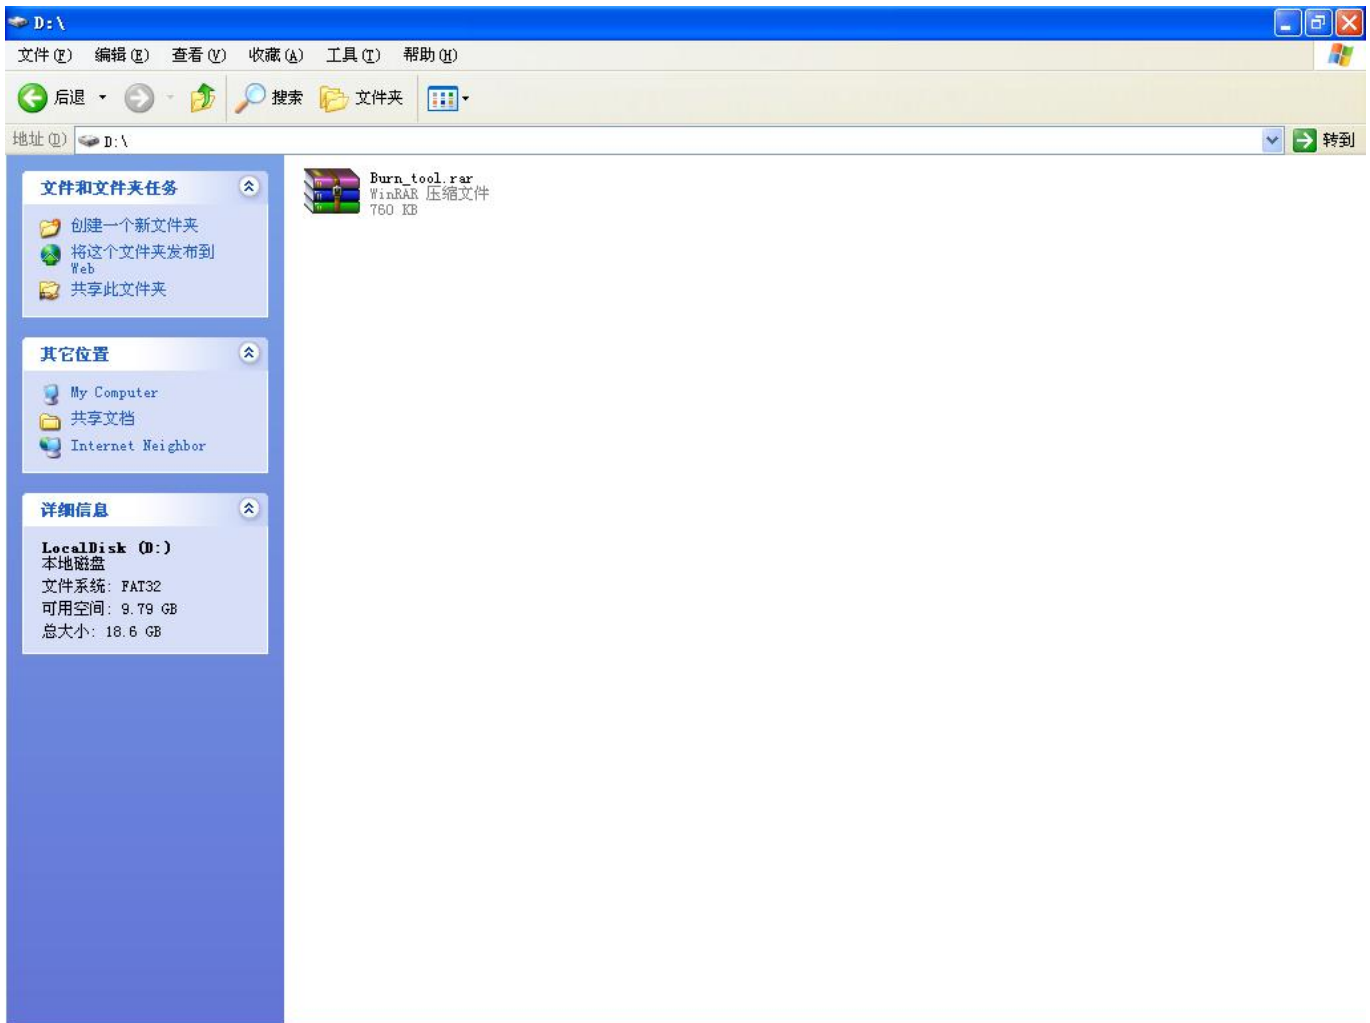 D:\
文件(F) 编辑(E) 查看(V) 收藏(A) 工具(T) 帮助(H)
后退 搜索 文件夹
地址(D) D:\ 转到
文件和文件夹任务
创建一个新文件夹
将这个文件夹发布到
Web
共享此文件夹
其它位置
My Computer
共享文档
Internet Neighbor
详细信息
LocalDisk (D:)
本地磁盘
文件系统: FAT32
可用空间: 9.79 GB
总大小: 18.6 GB
Burn_tool.rar
WinRAR 压缩文件
760 KB